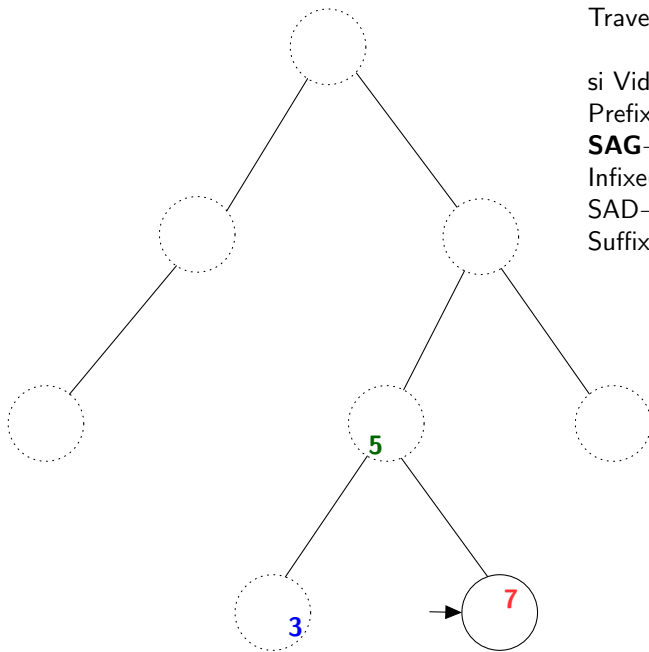 Trave
si Vid
Prefix
SAG-
Infixe
SAD-
Suffix
5
3
7